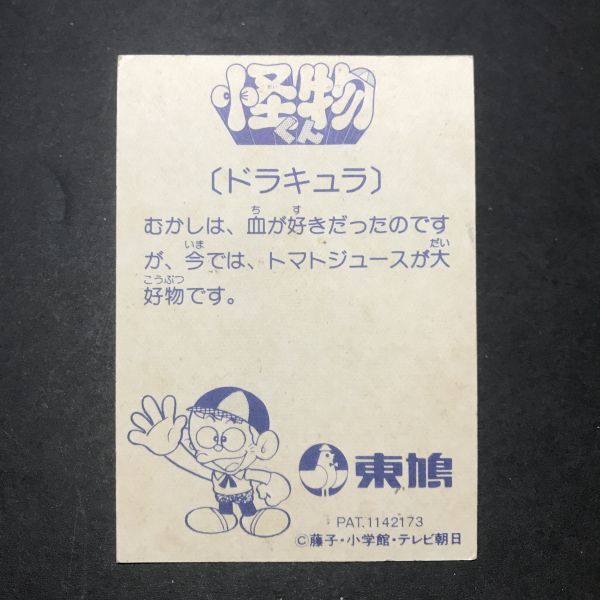 怪物くん
〔ドラキュラ〕
むかしは、血が好きだったのです
が、今では、トマトジュースが大
好物です。
東鳩
PAT.1142173
©藤子・小学館・テレビ朝日